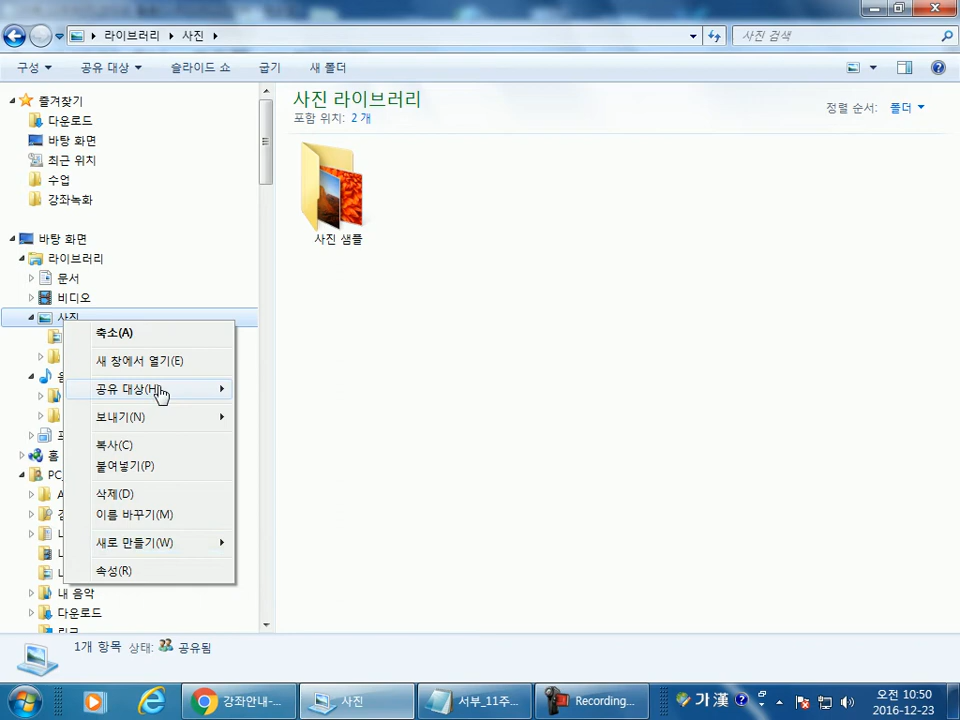 라이브러리 사진
사진 검색
구성 공유 대상 슬라이드 쇼 굽기 새 폴더
즐겨찾기
다운로드
바탕 화면
최근 위치
수업
강좌녹화
바탕 화면
라이브러리
문서
비디오
사진
축소(A)
새 창에서 열기(E)
공유 대상(H)
보내기(N)
복사(C)
붙여넣기(P)
삭제(D)
이름 바꾸기(M)
새로 만들기(W)
속성(R)
홈
PC
내 음악
다운로드
링크
사진 라이브러리
포함 위치: 2 개
정렬 순서: 폴더
사진 샘플
1개 항목 상태: 공유됨
강좌안내-...
사진
서부_11주...
Recording...
가 漢
오전 10:50
2016-12-23